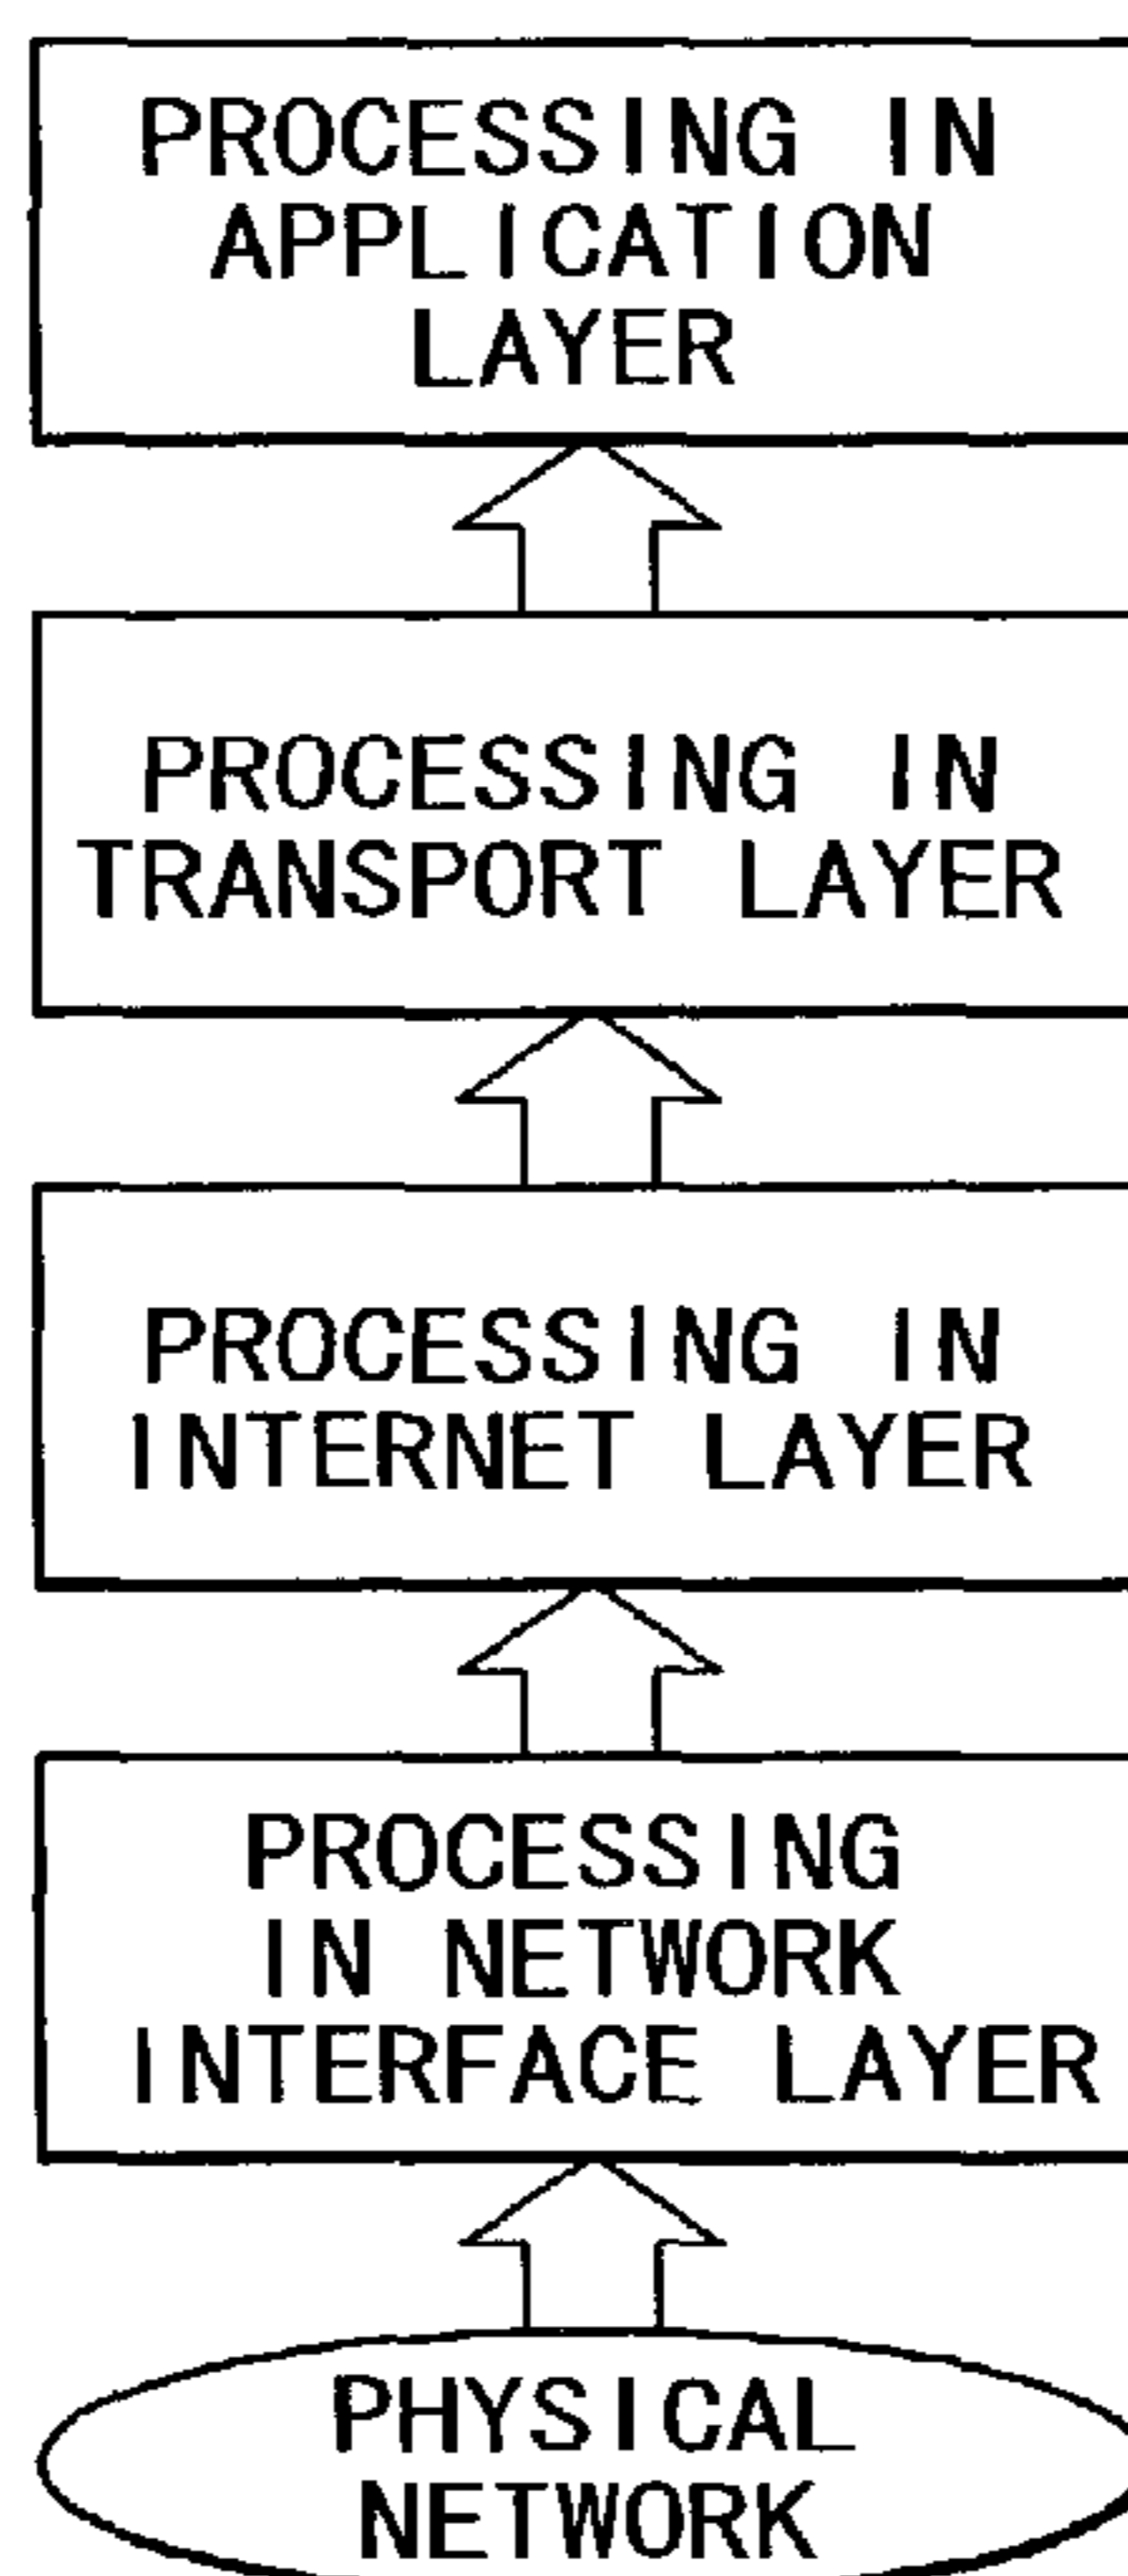 PROCESSING IN
APPLICATION
LAYER
PROCESSING IN
TRANSPORT LAYER
PROCESSING IN
INTERNET LAYER
PROCESSING
IN NETWORK
INTERFACE LAYER
PHYSICAL
NETWORK